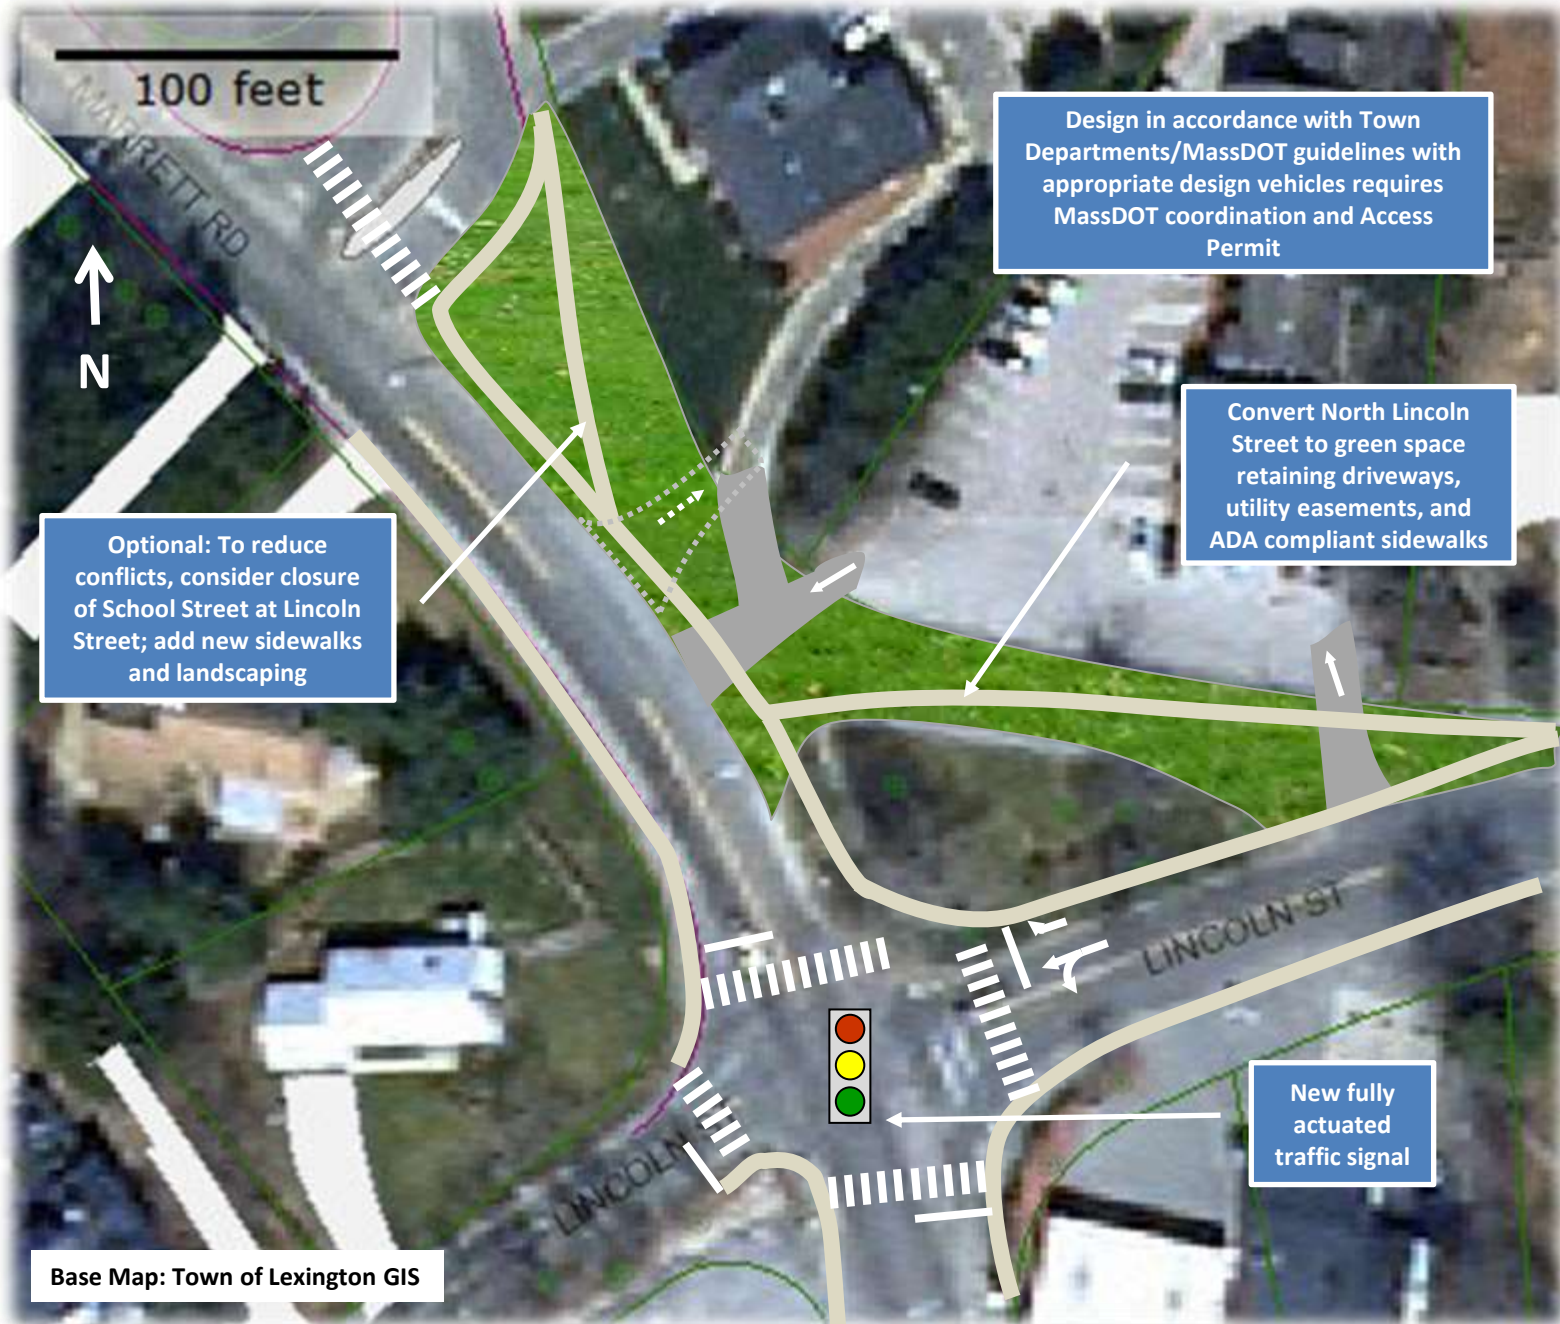 100 feet
MARRETT RD
Design in accordance with Town
Departments/MassDOT guidelines with
appropriate design vehicles requires
MassDOT coordination and Access
Permit
N
Convert North Lincoln
Street to green space
retaining driveways,
utility easements, and
ADA compliant sidewalks
Optional: To reduce
conflicts, consider closure
of School Street at Lincoln
Street; add new sidewalks
and landscaping
LINCOLN ST
New fully
actuated
traffic signal
LINCOLN
Base Map: Town of Lexington GIS